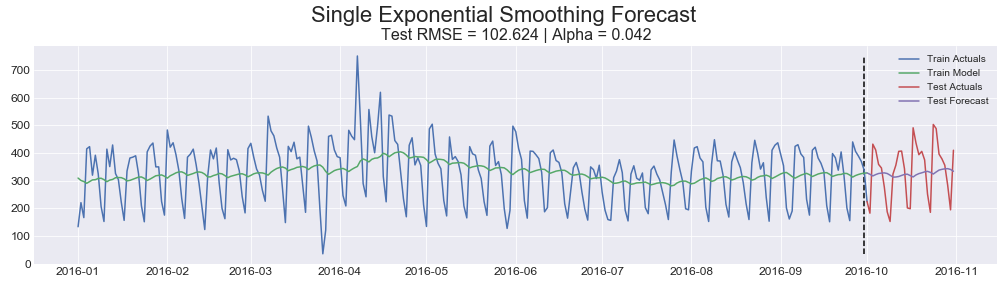 Single Exponential Smoothing Forecast
Test RMSE = 102.624 | Alpha = 0.042
Train Actuals
Train Model
Test Actuals
Test Forecast
700
600
500
400
300
200
100
0
2016-01 2016-02 2016-03 2016-04 2016-05 2016-06 2016-07 2016-08 2016-09 2016-10 2016-11